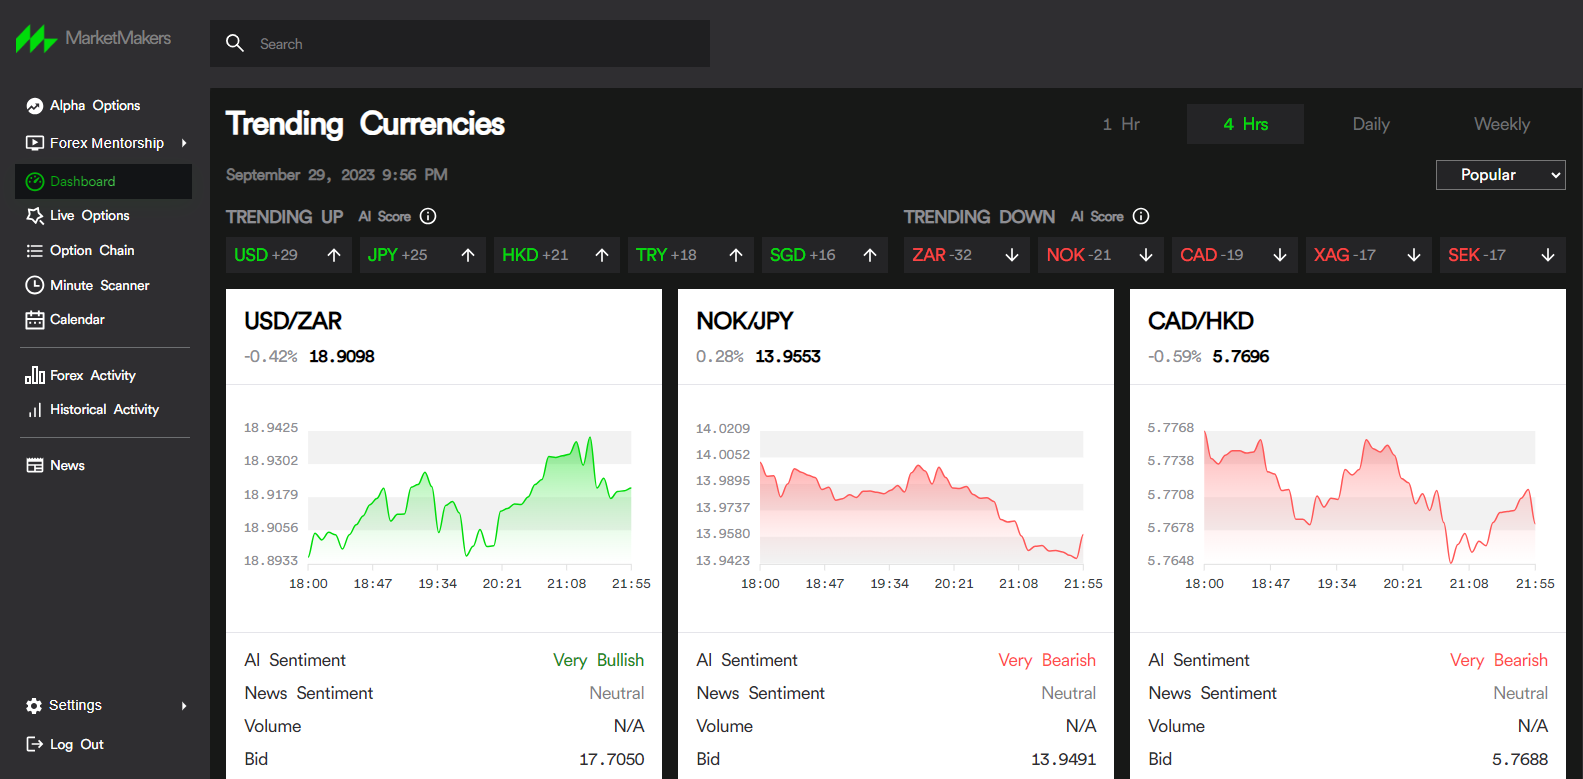 MarketMakers
Search
Alpha Options
Forex Mentorship
Dashboard
Live Options
Option Chain
Minute Scanner
Calendar
Forex Activity
Historical Activity
News
Settings
Log Out
Trending Currencies
1 Hr 4 Hrs Daily Weekly
September 29, 2023 9:56 PM
Popular
TRENDING UP AI Score
USD +29 JPY +25 HKD +21 TRY +18 SGD +16
TRENDING DOWN AI Score
ZAR -32 NOK -21 CAD -19 XAG -17 SEK -17
USD/ZAR
-0.42% 18.9098
18.9425
18.9302
18.9179
18.9056
18.8933
18:00 18:47 19:34 20:21 21:08 21:55
AI Sentiment Very Bullish
News Sentiment Neutral
Volume N/A
Bid 17.7050
NOK/JPY
0.28% 13.9553
14.0209
14.0052
13.9895
13.9737
13.9580
13.9423
18:00 18:47 19:34 20:21 21:08 21:55
AI Sentiment Very Bearish
News Sentiment Neutral
Volume N/A
Bid 13.9491
CAD/HKD
-0.59% 5.7696
5.7768
5.7738
5.7708
5.7678
5.7648
18:00 18:47 19:34 20:21 21:08 21:55
AI Sentiment Very Bearish
News Sentiment Neutral
Volume N/A
Bid 5.7688